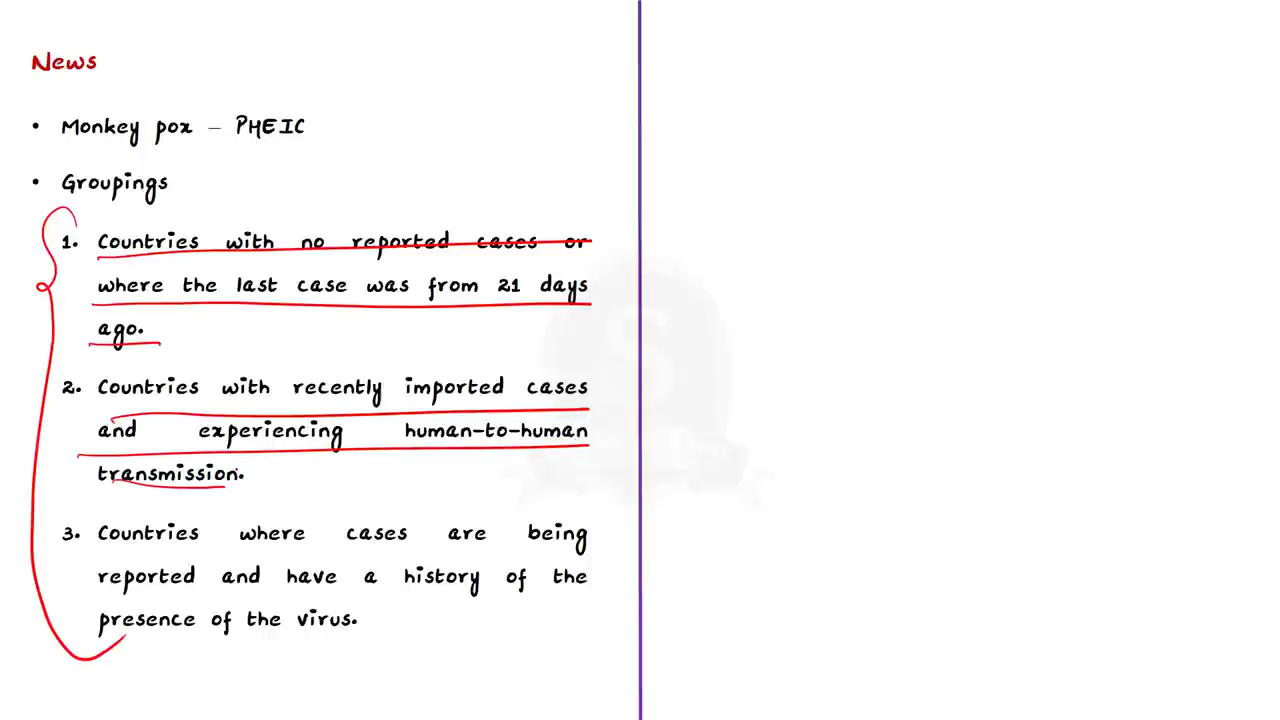 News
• Monkey pox – PHEIC
• Groupings
1. Countries with no reported cases or
where the last case was from 21 days
ago.
2. Countries with recently imported cases
and experiencing human-to-human
transmission.
3. Countries where cases are being
reported and have a history of the
presence of the virus.